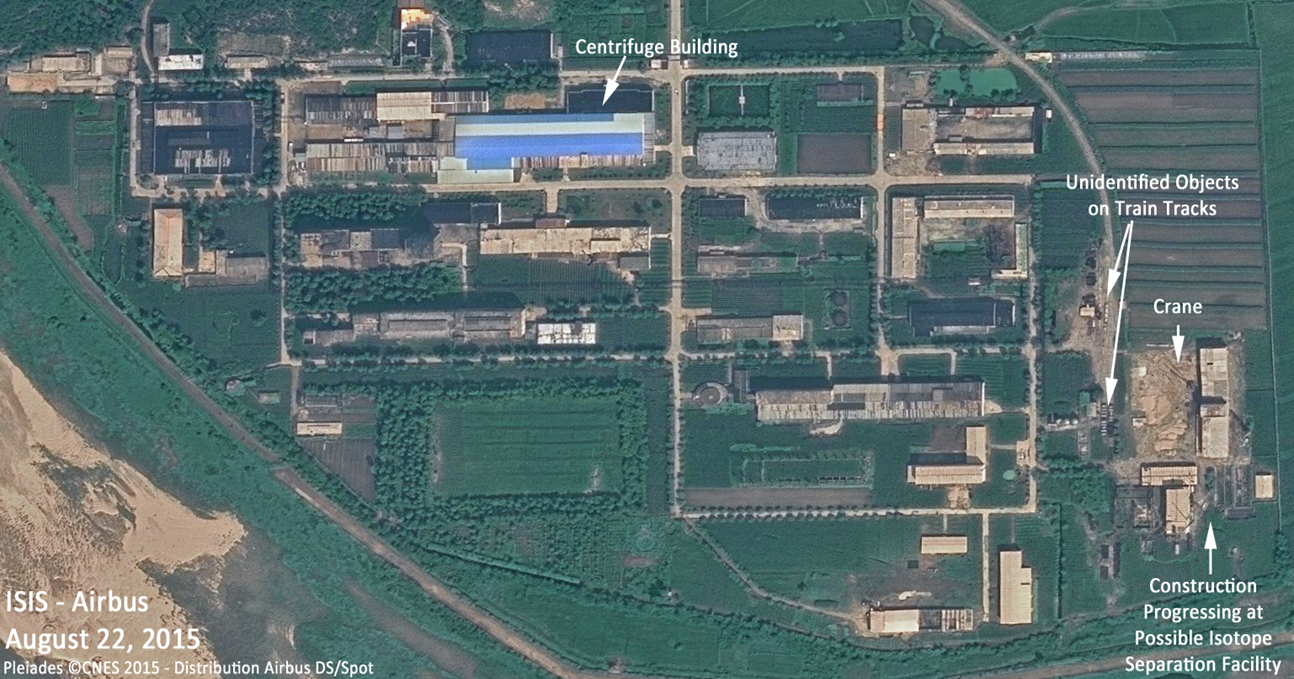 Centrifuge Building
Unidentified Objects
on Train Tracks
Crane
Construction
Progressing at
Possible Isotope
Separation Facility
ISIS - Airbus
August 22, 2015
Pleiades ©CNES 2015 - Distribution Airbus DS/Spot